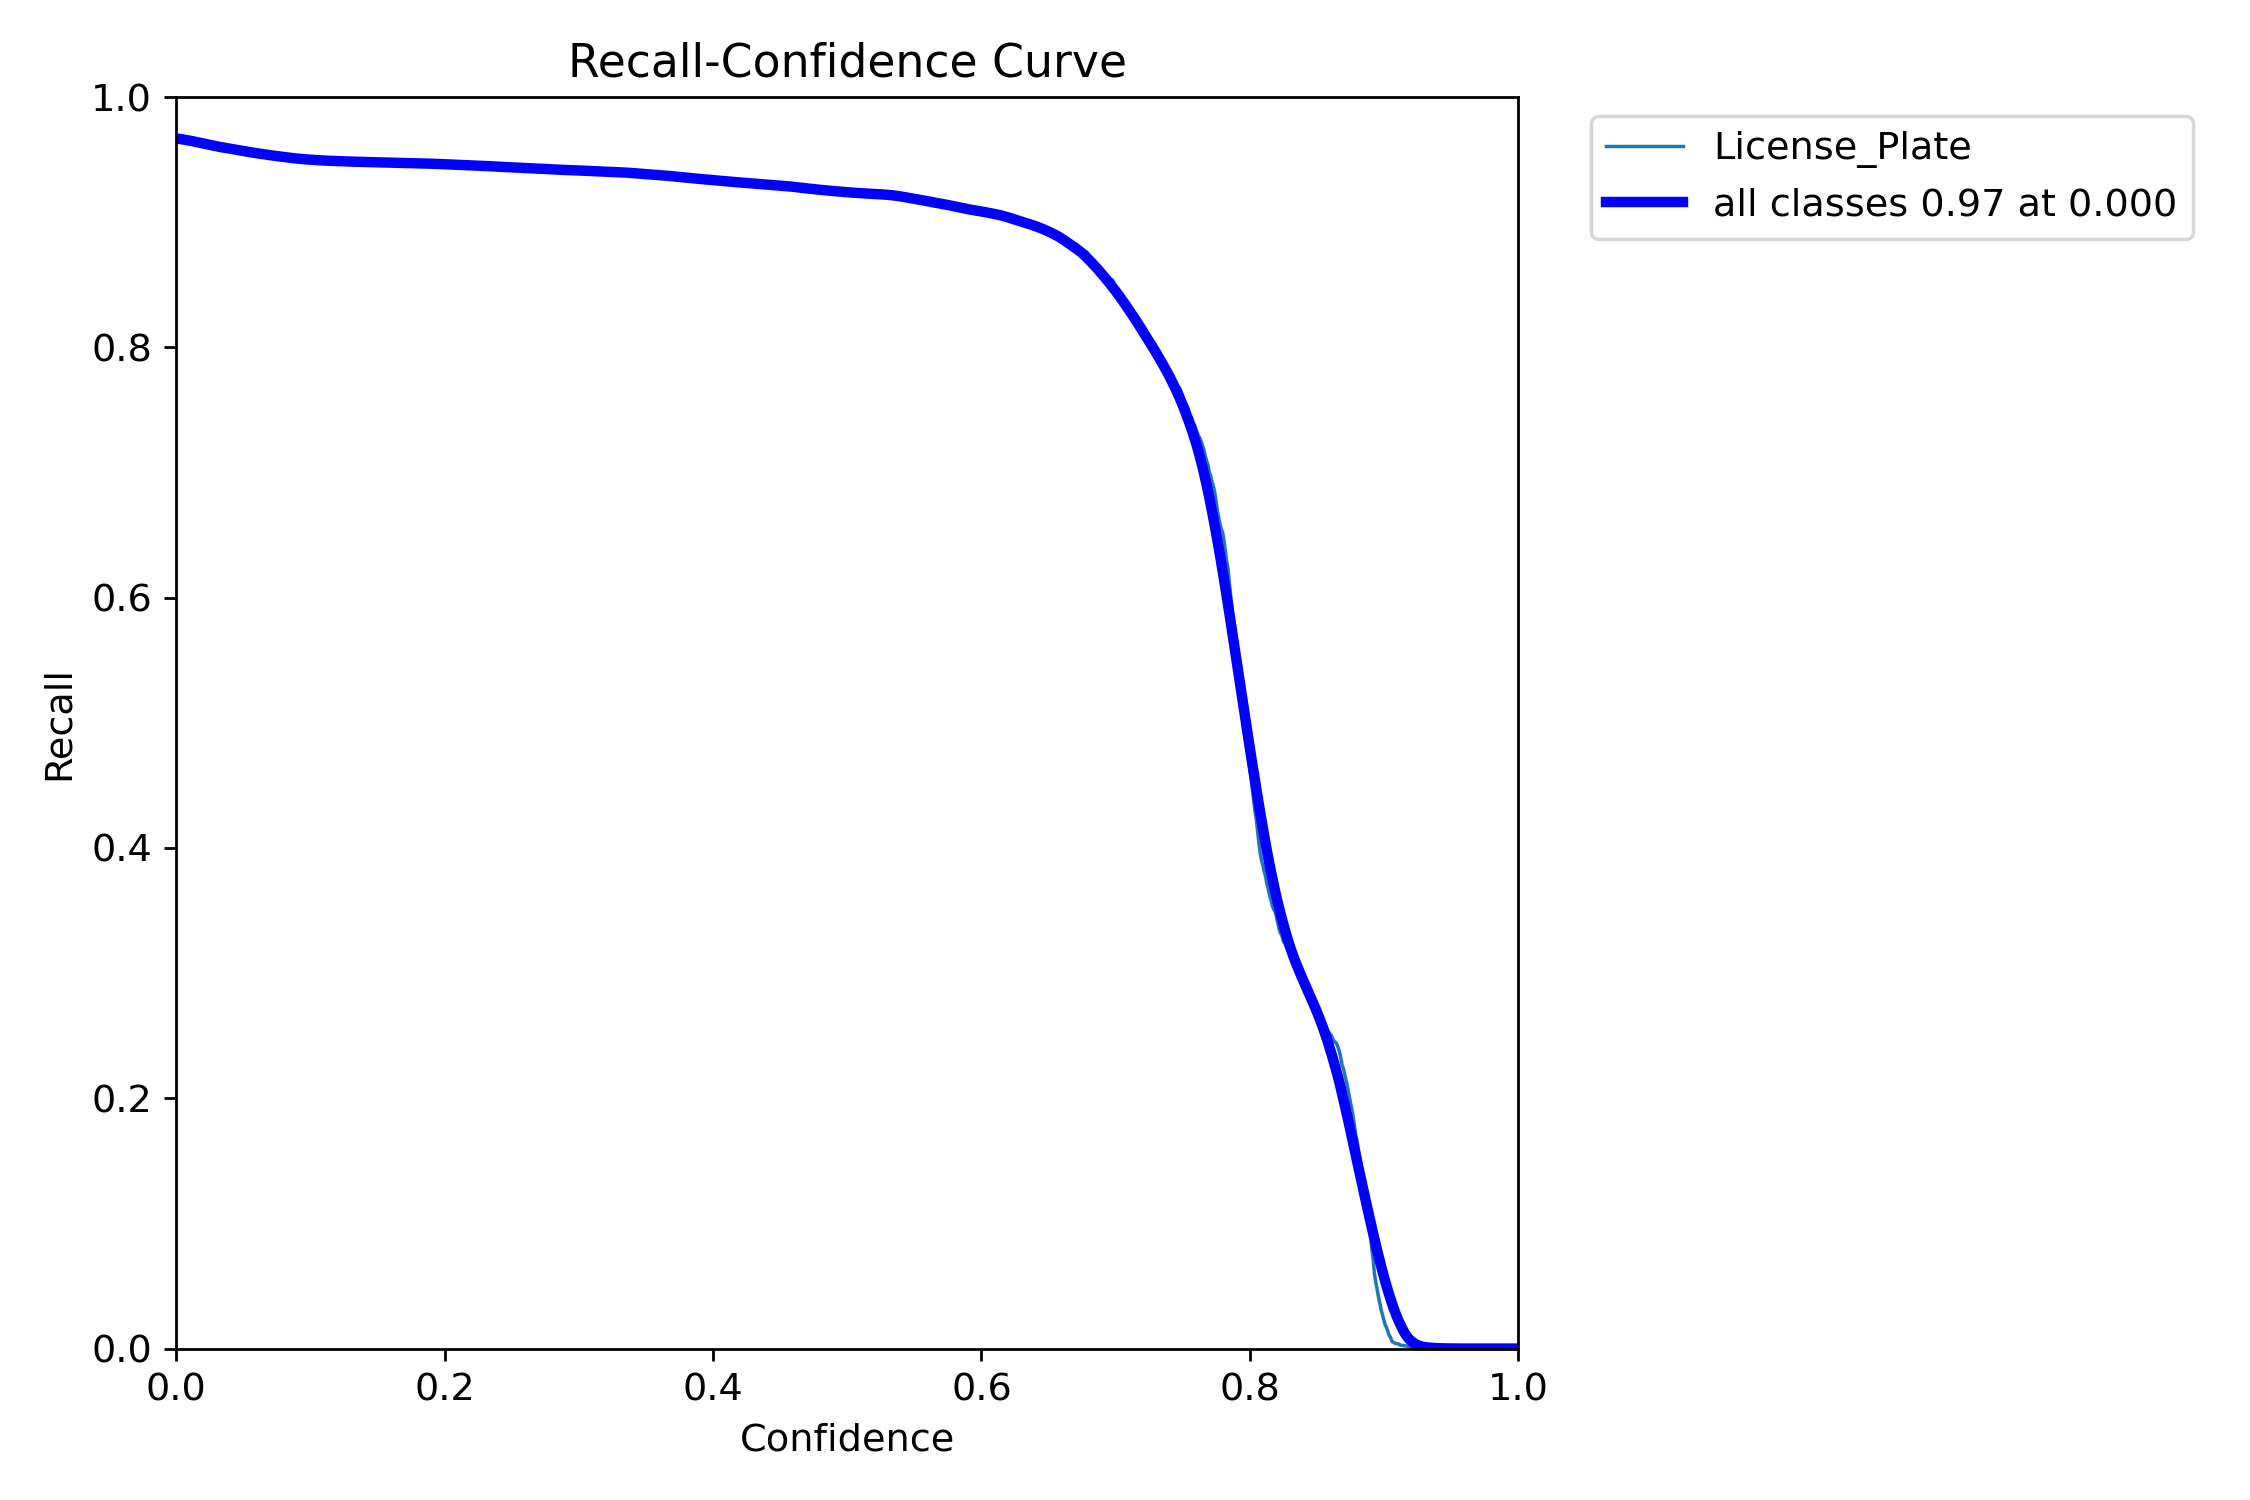 Recall-Confidence Curve
1.0
0.8
0.6
0.4
0.2
0.0
Recall
0.0 0.2 0.4 0.6 0.8 1.0
Confidence
License_Plate
all classes 0.97 at 0.000